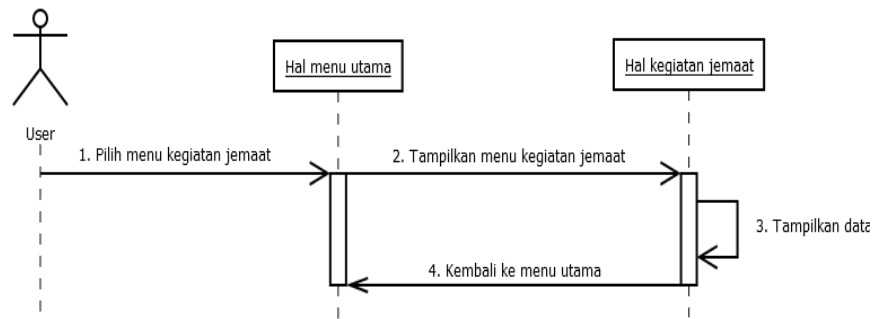 Hal menu utama
Hal kegiatan jemaat
User
1. Pilih menu kegiatan jemaat
2. Tampilkan menu kegiatan jemaat
3. Tampilkan data
4. Kembali ke menu utama